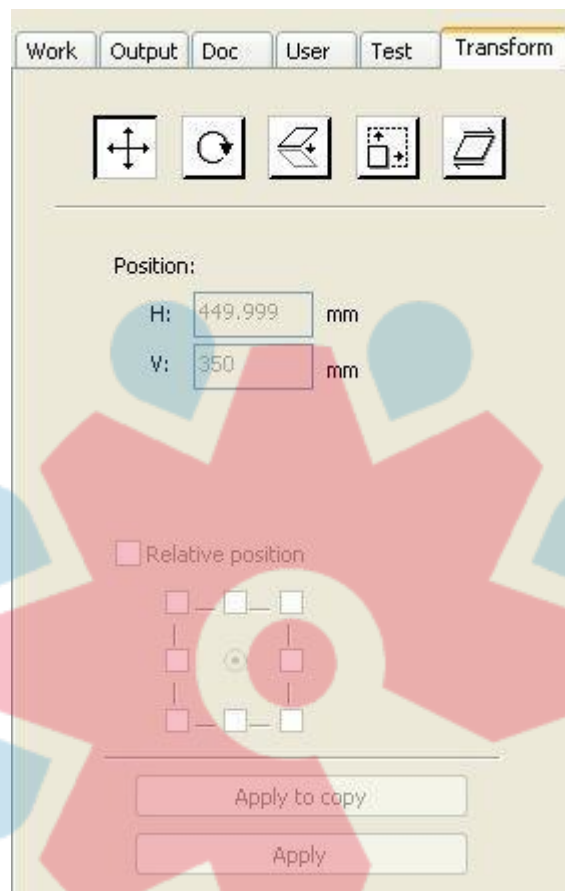 Work Output Doc User Test Transform
Position:
H: 449.999 mm
V: 350 mm
Relative position
Apply to copy
Apply